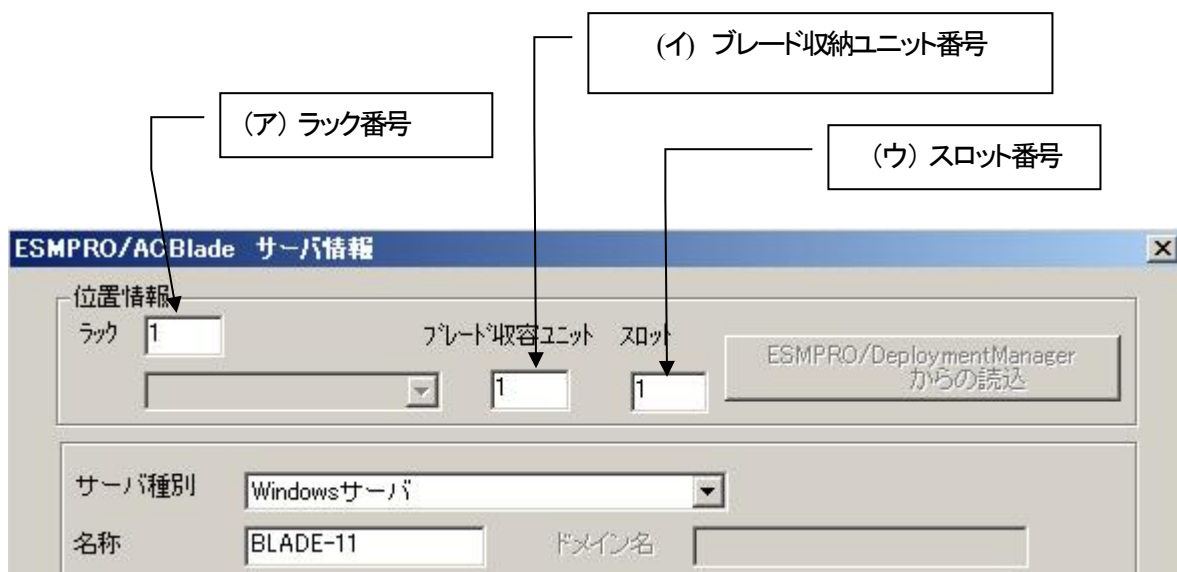 (イ) ブレード収納ユニット番号
(ア) ラック番号
(ウ) スロット番号
ESMPRO/ACBlade サーバ情報
位置情報
ラック 1 ブレード収容ユニット スロット
1 1
ESMPRO/DeploymentManager
からの読込
サーバ種別 Windowsサーバ
名称 BLADE-11 ドメイン名